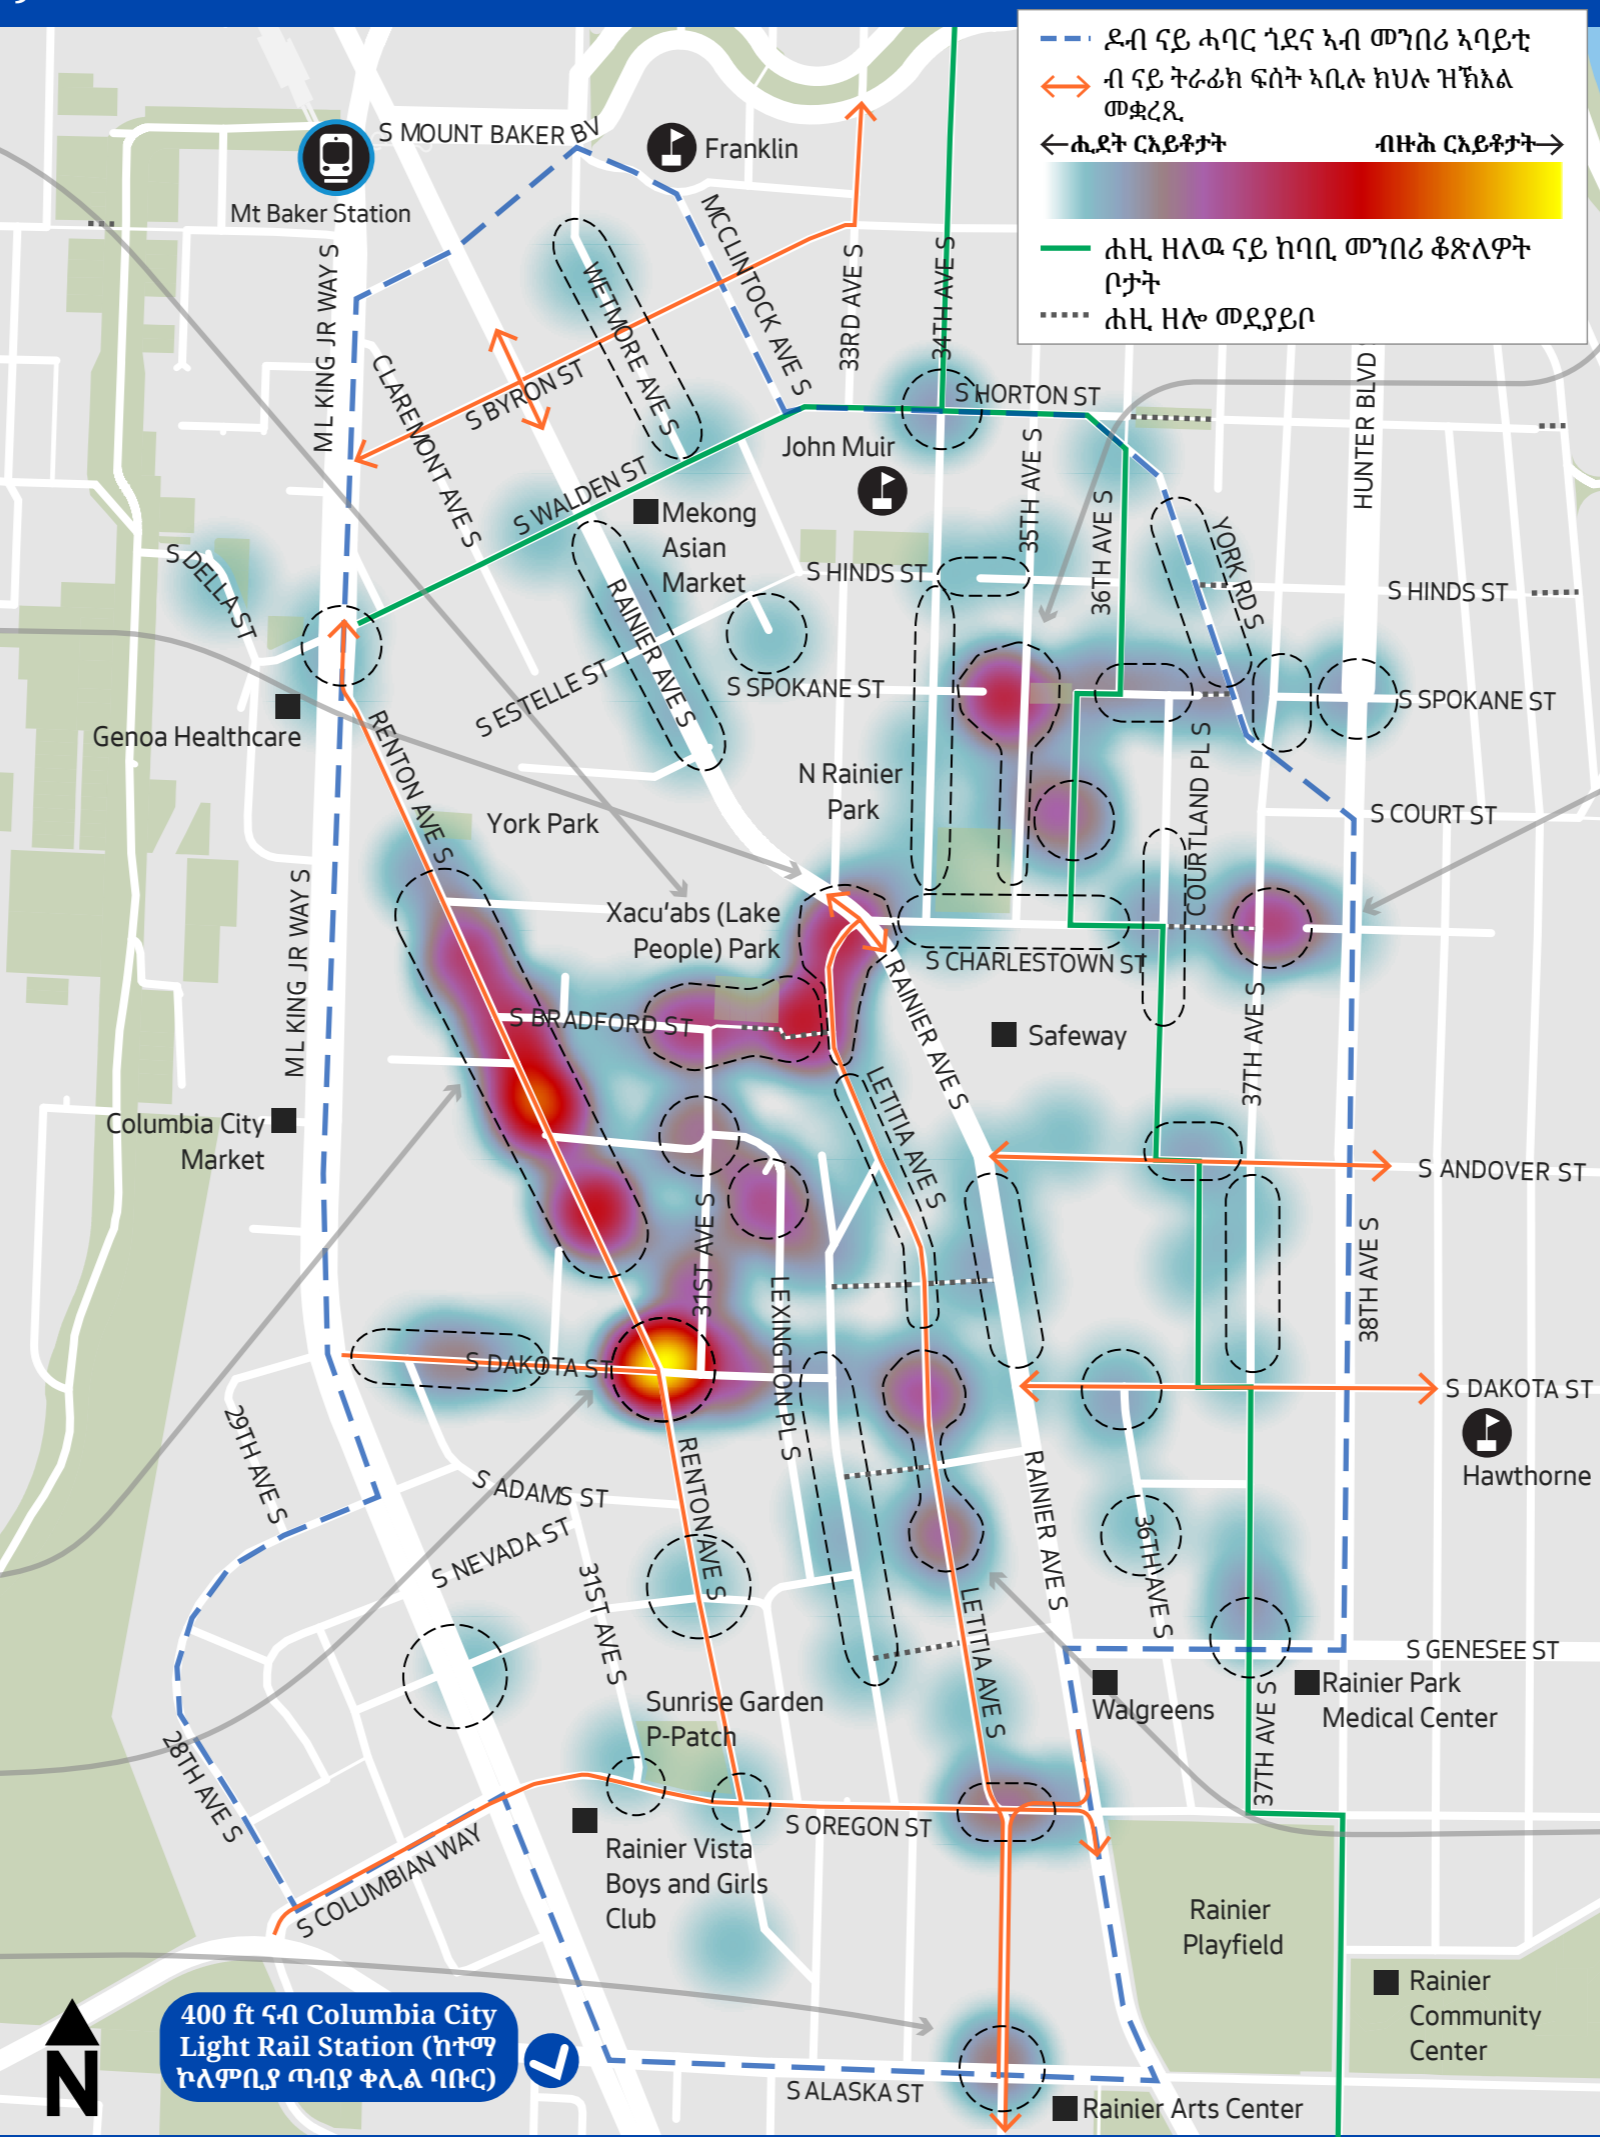 ዶብ ናይ ሓባር ጎደና ኣብ መንበሪ ኣባይቲ
ብ ናይ ትራፊክ ፍሰት ኣቢሉ ክህሉ ዝኽእል
መቋረጺ
ሒደት ርእይቶታት
ብዙሕ ርእይቶታት
ሐዚ ዘለዉ ናይ ከባቢ መንበሪ ቆጽለዎት
ቦታት
ሐዚ ዘሎ መደያይቦ
S MOUNT BAKER BV
Franklin
Mt Baker Station
MCCLINTOCK AVE S
33RD AVE S
34TH AVE S
ML KING JR WAY S
WETMORE AVE S
CLAREMONT AVE S
S BYRON ST
S HORTON ST
HUNTER BLVD
John Muir
35TH AVE S
36TH AVE S
S WALDEN ST
Mekong
Asian
Market
YORK RD S
S DELLA ST
S HINDS ST
S HINDS ST
RAINIER AVE S
S ESTELLE ST
S SPOKANE ST
S SPOKANE ST
Genoa Healthcare
RENTON AVE S
COURTLAND PL S
N Rainier
Park
S COURT ST
York Park
ML KING JR WAY S
Xacu'abs (Lake
People) Park
S CHARLESTOWN ST
S BRADFORD ST
RAINIER AVE S
Safeway
37TH AVE S
LETITIA AVE S
Columbia City
Market
S ANDOVER ST
31ST AVE S
38TH AVE S
LEXINGTON PL S
S DAKOTA ST
S DAKOTA ST
29TH AVE S
RENTON AVE S
Hawthorne
S ADAMS ST
RAINIER AVE S
S NEVADA ST
36TH AVE S
31ST AVE S
LETITIA AVE S
S GENESEE ST
Sunrise Garden
P-Patch
Walgreens
Rainier Park
Medical Center
37TH AVE S
28TH AVE S
S OREGON ST
S COLUMBIAN WAY
Rainier Vista
Boys and Girls
Club
Rainier
Playfield
Rainier
Community
Center
400 ft ናብ Columbia City
Light Rail Station (ከተማ
ኮለምቢያ ጣብያ ቀሊል ባቡር)
N
S ALASKA ST
Rainier Arts Center